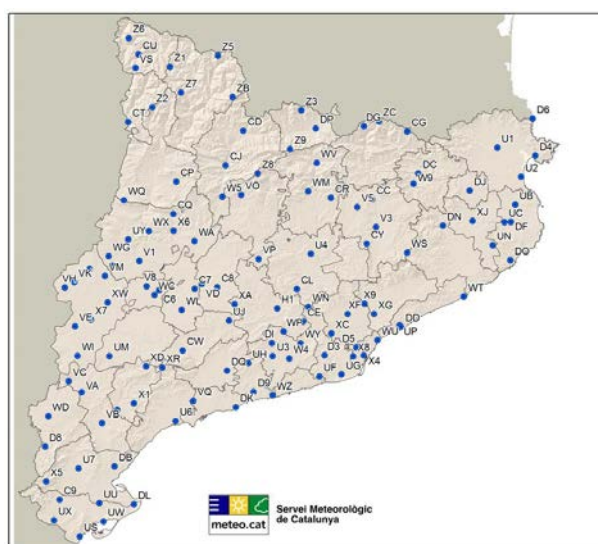 Z6
CU
VS
Z1
Z5
Z7
ZB
Z2
CT
CD
Z3
DP
DG
ZC
CG
D6
U1
D4
Z9
WV
CJ
Z8
CP
WS
VO
WM
CR
CC
DC
W9
V5
DJ
U2
UB
WQ
CQ
WX
X6
UY
WA
V3
CY
DN
XJ
UC
DF
UN
DO
WS
WG
V1
VP
U4
VK
VM
VH
V8
WC
C7
C8
VD
CL
WT
XW
C6
WL
XA
H1
WN
X9
XF
XG
X7
VE
UJ
CE
WP
WY
XC
DD
UP
WU
WI
UM
CW
DI
U3
W4
D3
D5
X8
X4
XD
XR
DQ
UH
VC
VA
UF
UG
D9
WZ
WD
X1
VQ
DK
VB
U6
D8
U7
DB
X5
C9
UU
DL
UX
UW
US
meteo.cat
Servei Meteorològic
de Catalunya